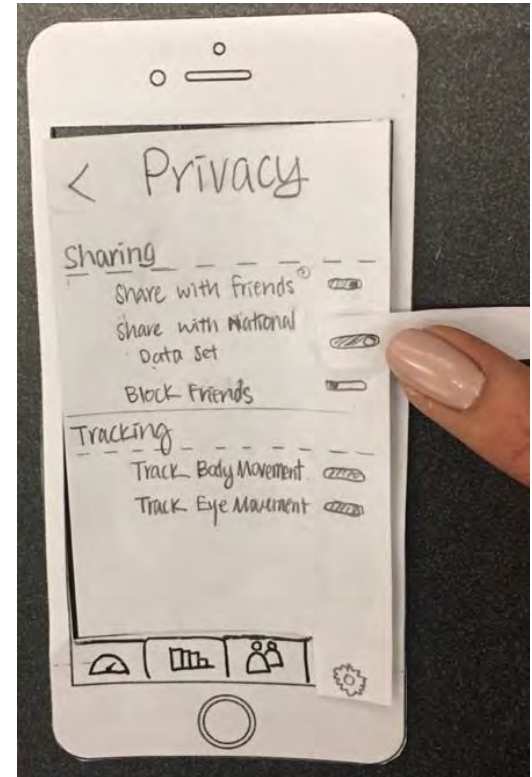 < Privacy
Sharing
Share with friends
Share with National
Data Set
Block Friends
Tracking
Track Body Movement
Track Eye Movement